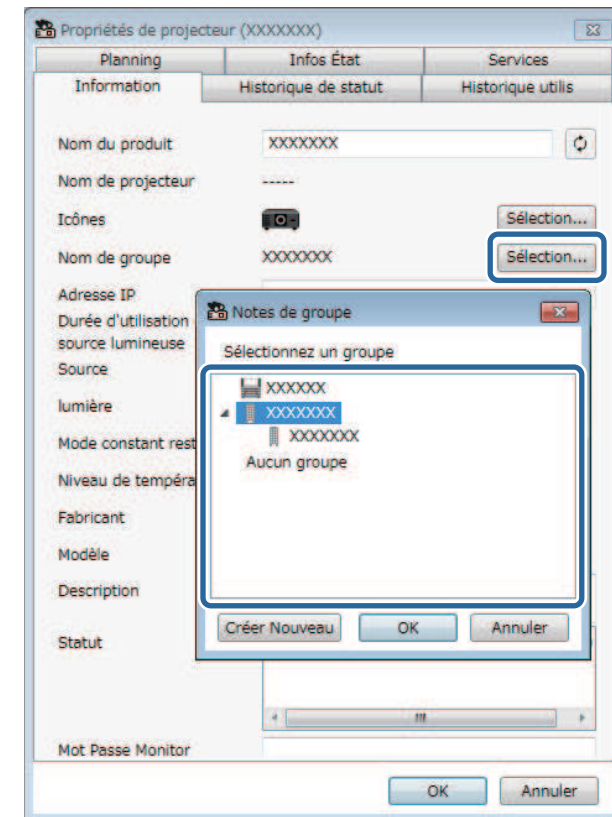 Propriétés de projecteur (XXXXXXX)
Planning Infos État Services
Information Historique de statut Historique utilis
Nom du produit XXXXXXX
Nom de projecteur -----
Icônes Sélection...
Nom de groupe XXXXXXX Sélection...
Adresse IP
Durée d'utilisation
source lumineuse
Source
lumière
Mode constant rest
Niveau de tempéra
Fabricant
Modèle
Description
Statut
Mot Passe Monitor
Notes de groupe
Sélectionnez un groupe
XXXXXX
XXXXXXX
XXXXXXX
Aucun groupe
Créer Nouveau OK Annuler
OK Annuler